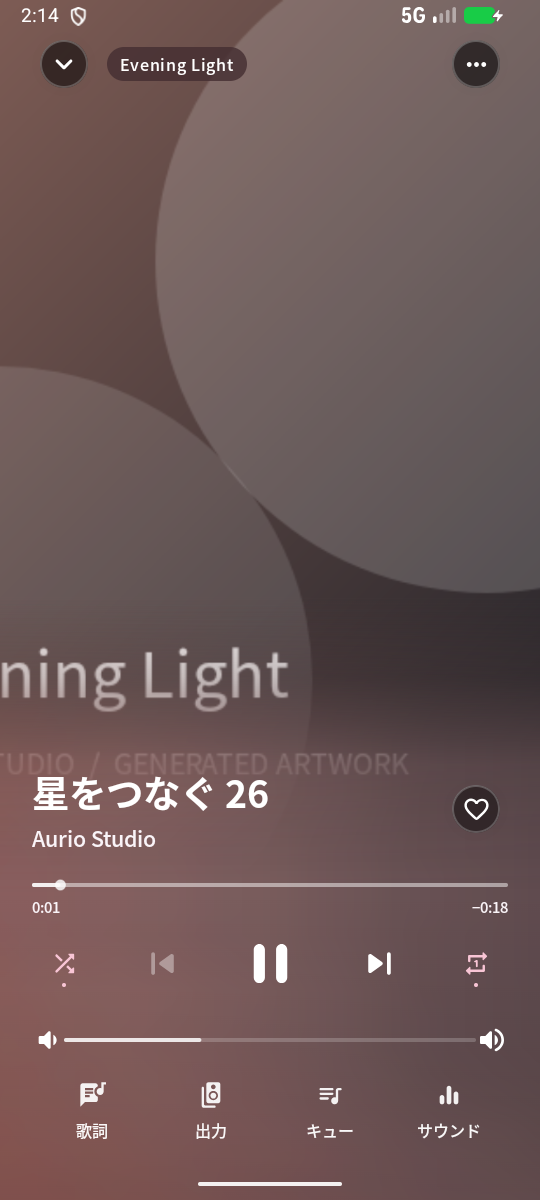 2:14
5G
Evening Light
ning Light
TUDIO / GENERATED ARTWORK
星をつなぐ 26
Aurio Studio
0:01
−0:18
1
歌詞
出力
キュー
サウンド